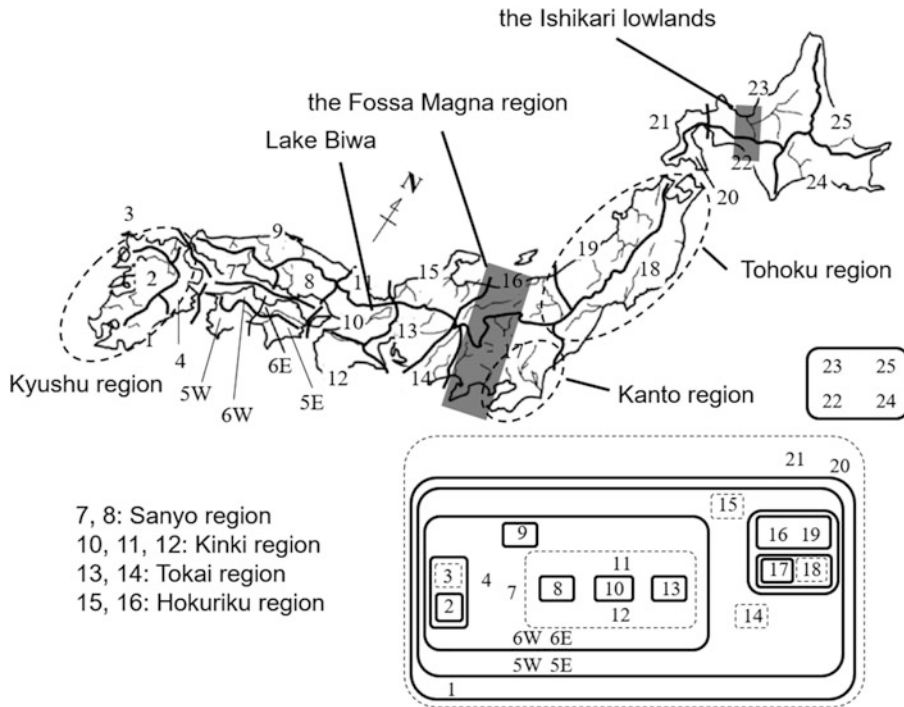 the Ishikari lowlands
the Fossa Magna region
Lake Biwa
N
23
21
25
22
24
20
3
9
19
2
7
8
11
15
16
18
Tohoku region
10
13
1
4
17
14
6E
12
Kyushu region
5W
5E
6W
Kanto region
23 25
22 24
21 20
15
7, 8: Sanyo region
10, 11, 12: Kinki region
13, 14: Tokai region
15, 16: Hokuriku region
9
16 19
11
3
4
7
8
10
13
17
18
2
12
14
6W 6E
5W 5E
1